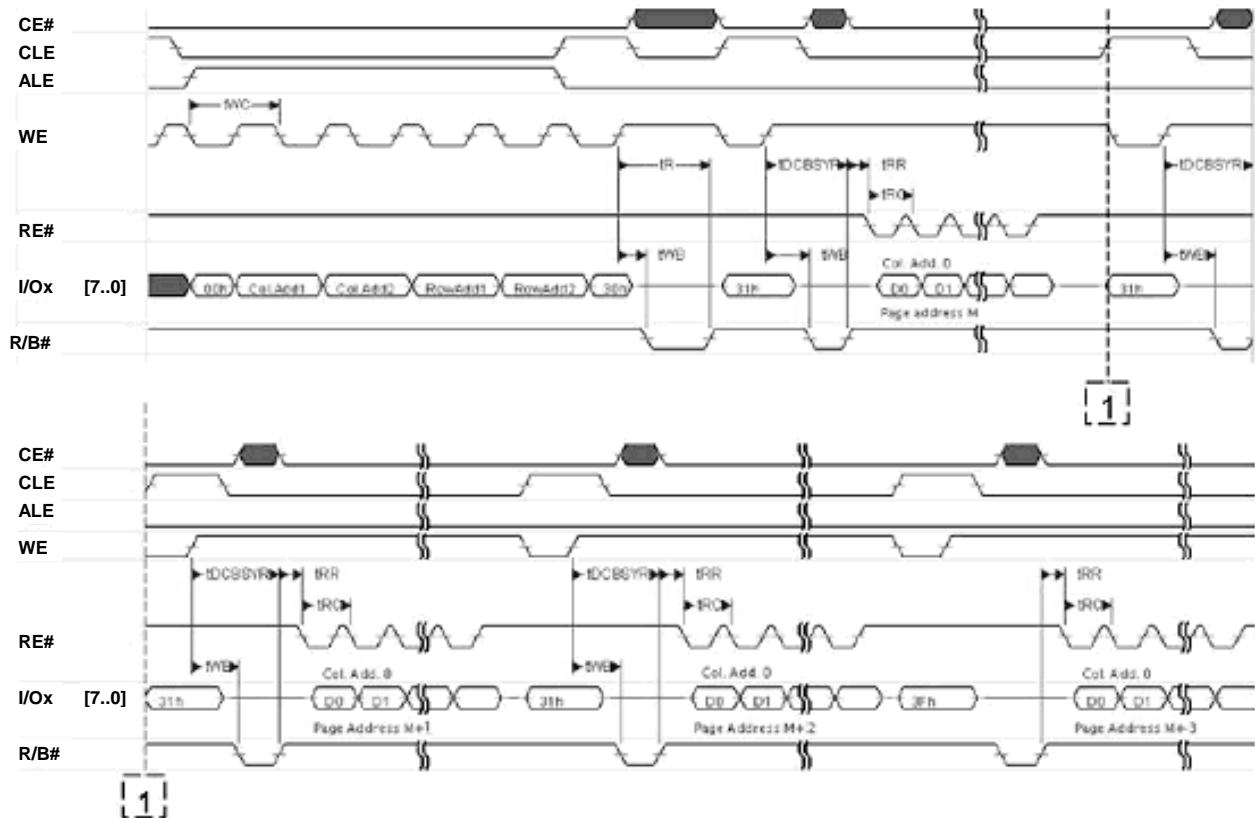 CE#
CLE
ALE
tWC
WE
tR
tDCBSYR
tRR
tDCBSYR
tRC
RE#
tWB
tWB
tWB
Col. Add. 0
I/Ox [7..0]
00h
Col.Add1
Col.Add2
RowAdd1
RowAdd2
30h
31h
D0
D1
31h
Page address M
R/B#
1
CE#
CLE
ALE
WE
tDCBSYR
tRR
tDCBSYR
tRR
tRR
tRC
tRC
tRC
RE#
tWB
tWB
Col. Add. 0
Col. Add. 0
Col. Add. 0
I/Ox [7..0]
31h
D0
D1
31h
D0
D1
3Fh
D0
D1
Page Address M+1
Page Address M+2
Page Address M+3
R/B#
1